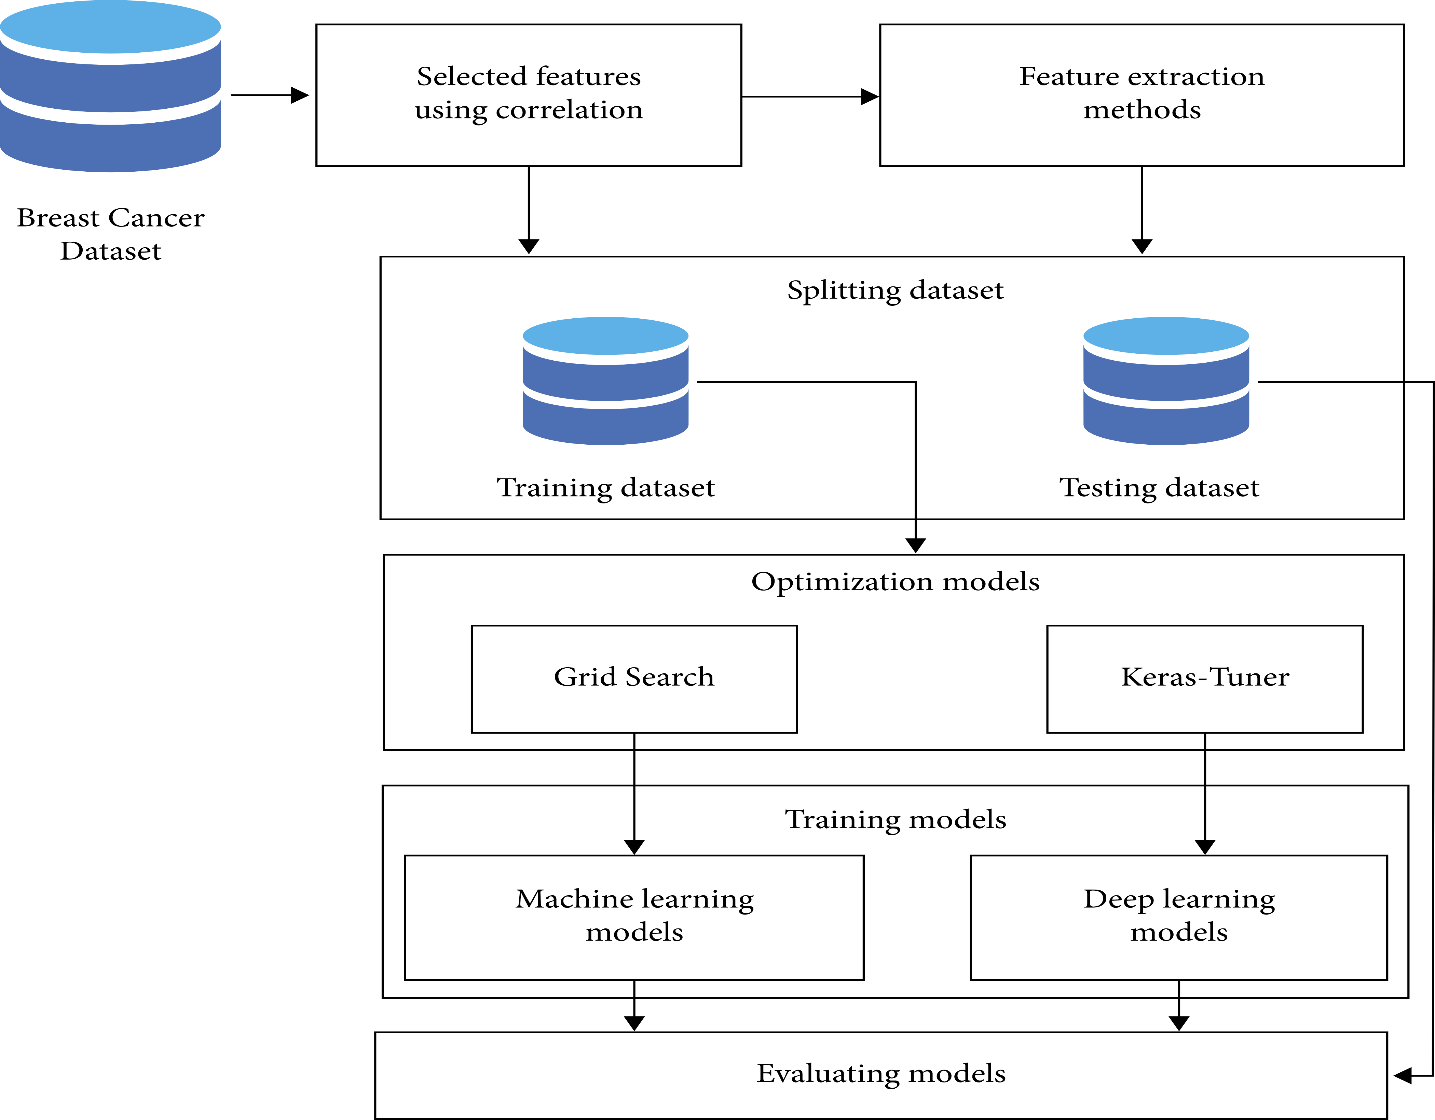 Selected features
using correlation
Feature extraction
methods
Breast Cancer
Dataset
Splitting dataset
Training dataset
Testing dataset
Optimization models
Grid Search
Keras-Tuner
Training models
Machine learning
models
Deep learning
models
Evaluating models